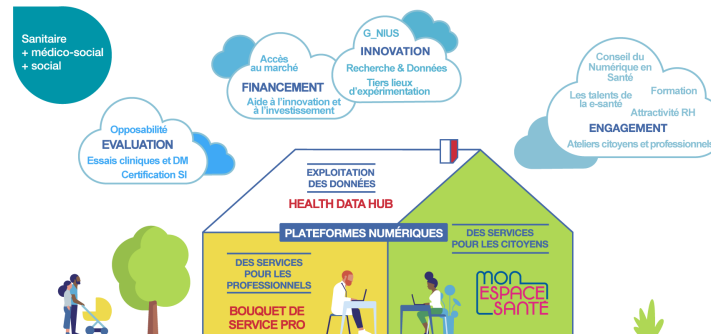 Sanitaire
+ médico-social
+ social
Opposabilité
EVALUATION
Essais cliniques et DM
Certification SI
Accès
au marché
FINANCEMENT
Aide à l'innovation et
à l'investissement
G_NIUS
INNOVATION
Recherche & Données
Tiers lieux
d'expérimentation
Conseil du
Numérique en
Santé
Les talents de
la e-santé
Formation
Attractivité RH
ENGAGEMENT
Ateliers citoyens et professionnels
EXPLOITATION
DES DONNÉES
HEALTH DATA HUB
PLATEFORMES NUMÉRIQUES
DES SERVICES
POUR LES
PROFESSIONNELS
BOUQUET DE
SERVICE PRO
DES SERVICES
POUR LES CITOYENS
mon
ESPACE
SANTÉ